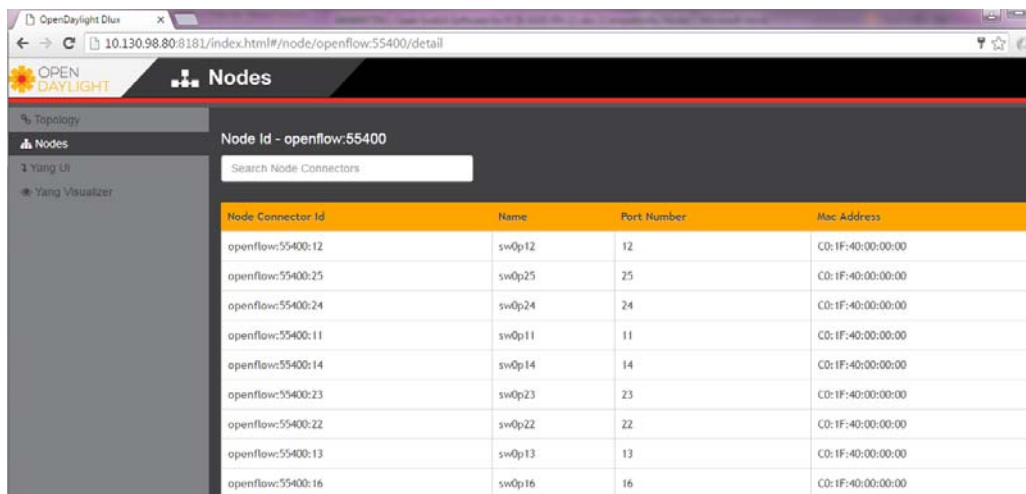 OpenDaylight Dlux
10.130.98.80:8181/index.html#/node/openflow:55400/detail
OPEN
DAYLIGHT
Nodes
Topology
Nodes
Yang UI
Yang Visualizer
Node Id - openflow:55400
Search Node Connectors
Node Connector Id Name Port Number Mac Address
openflow:55400:12 sw0p12 12 C0:1F:40:00:00:00
openflow:55400:25 sw0p25 25 C0:1F:40:00:00:00
openflow:55400:24 sw0p24 24 C0:1F:40:00:00:00
openflow:55400:11 sw0p11 11 C0:1F:40:00:00:00
openflow:55400:14 sw0p14 14 C0:1F:40:00:00:00
openflow:55400:23 sw0p23 23 C0:1F:40:00:00:00
openflow:55400:22 sw0p22 22 C0:1F:40:00:00:00
openflow:55400:13 sw0p13 13 C0:1F:40:00:00:00
openflow:55400:16 sw0p16 16 C0:1F:40:00:00:00